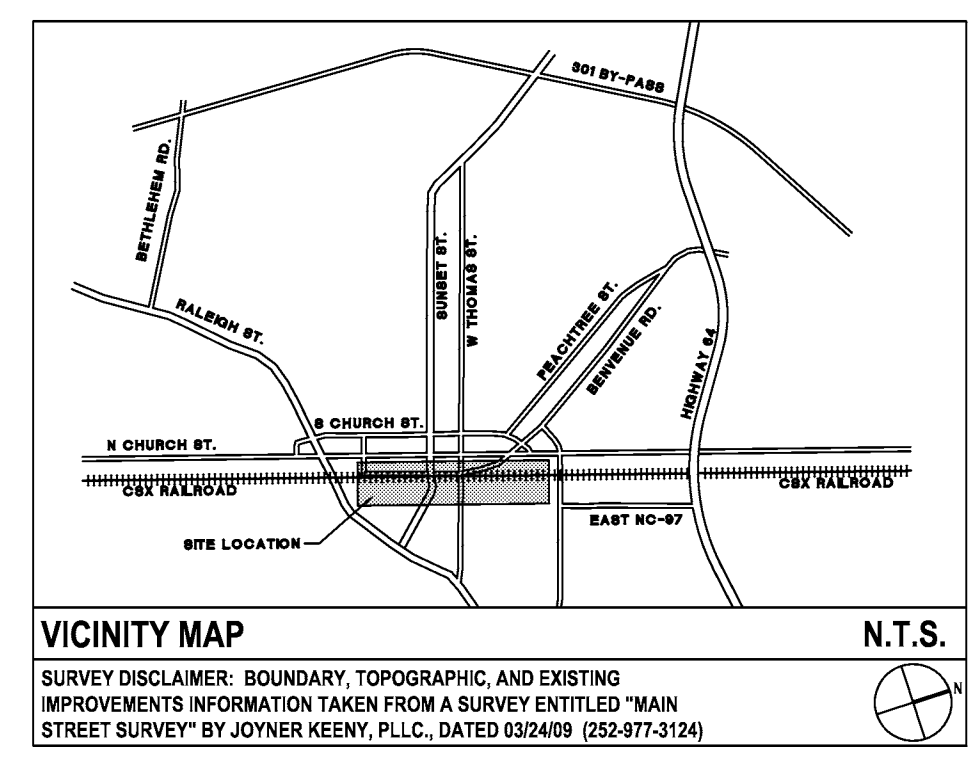 301 BY-PASS
BETHLEHEM RD.
SUNSET ST.
W THOMAS ST.
RALEIGH ST.
PEACHTREE ST.
BENVENUE RD.
HIGHWAY 64
S CHURCH ST.
N CHURCH ST.
CSX RAILROAD
CSX RAILROAD
EAST NC-97
SITE LOCATION
VICINITY MAP
N.T.S.
SURVEY DISCLAIMER: BOUNDARY, TOPOGRAPHIC, AND EXISTING
IMPROVEMENTS INFORMATION TAKEN FROM A SURVEY ENTITLED "MAIN
STREET SURVEY" BY JOYNER KEENY, PLLC., DATED 03/24/09 (252-977-3124)
N